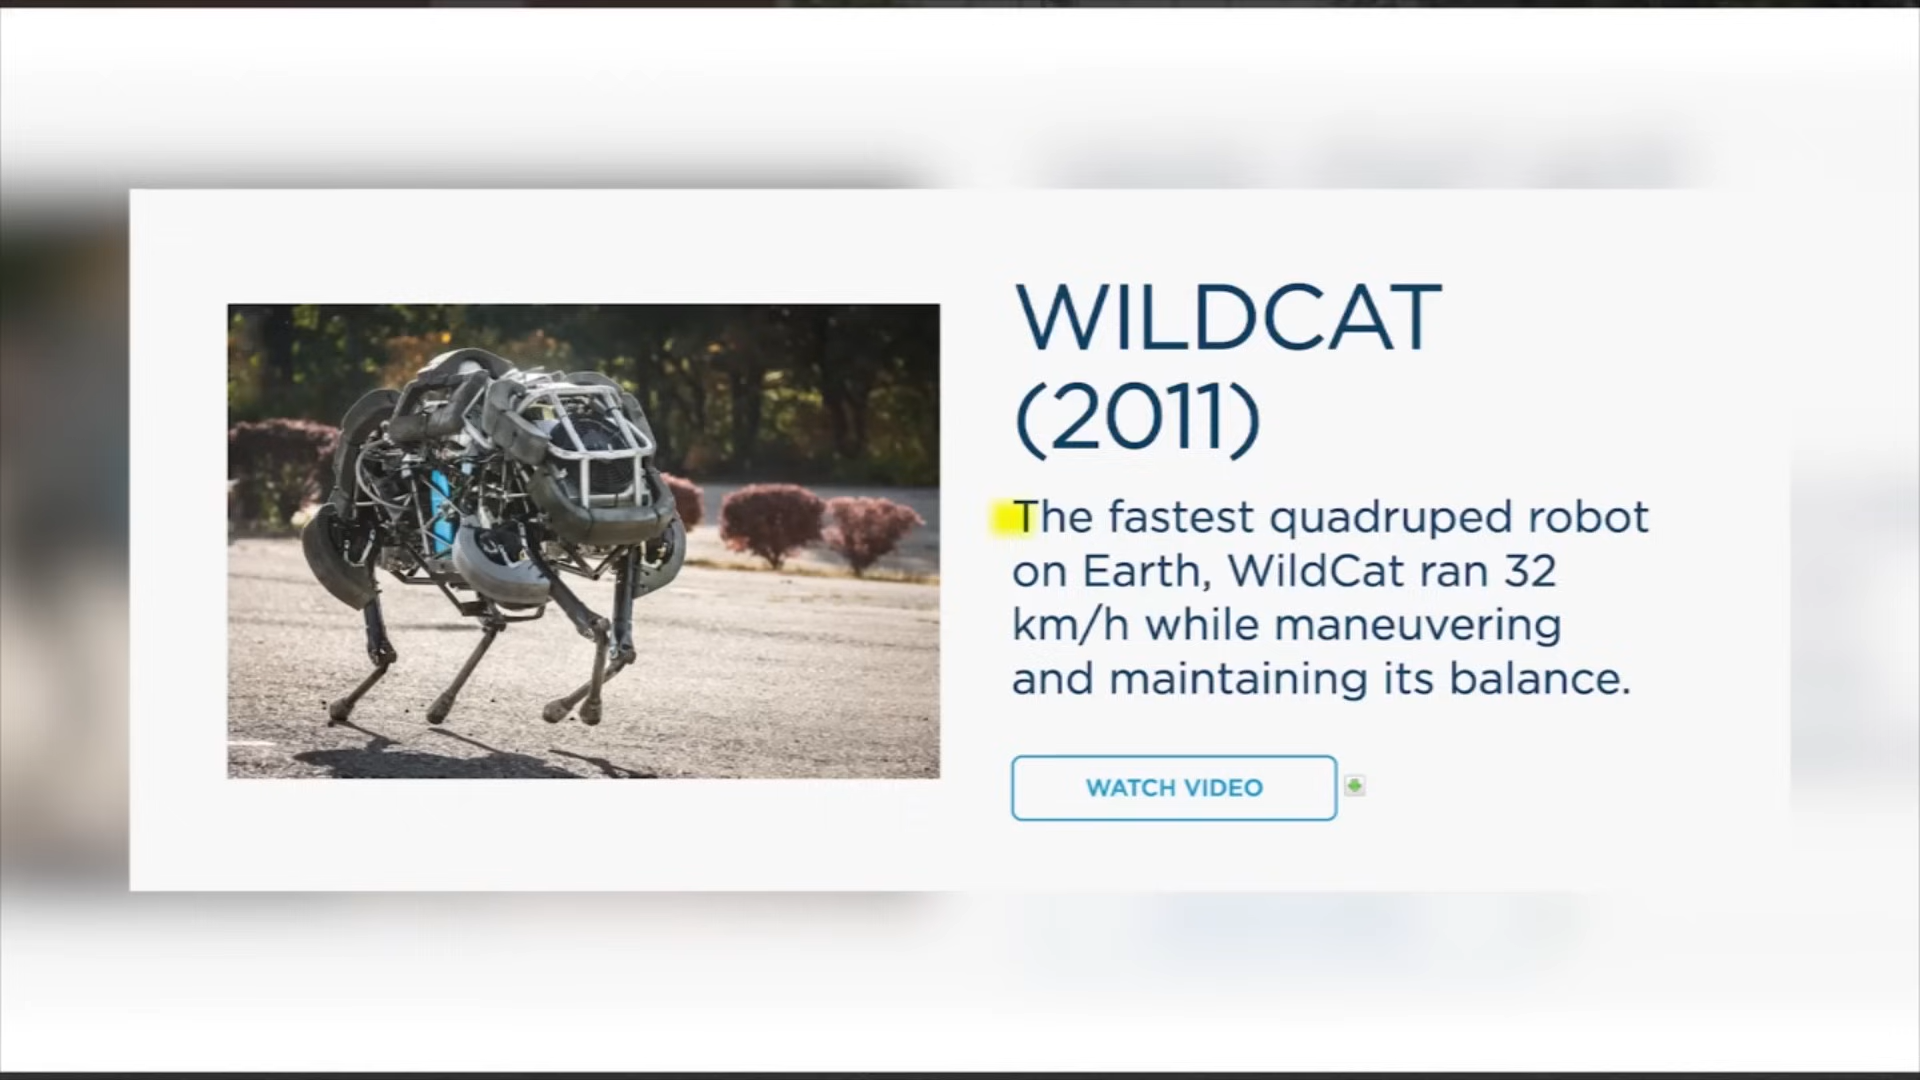 WILDCAT
(2011)
The fastest quadruped robot
on Earth, WildCat ran 32
km/h while maneuvering
and maintaining its balance.
WATCH VIDEO